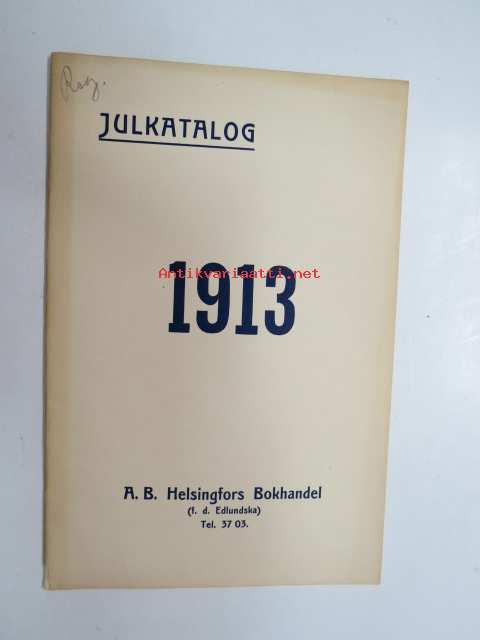 JULKATALOG
Antikvariaatti.net
1913
A. B. Helsingfors Bokhandel
(f. d. Edlundska)
Tel. 37 03.